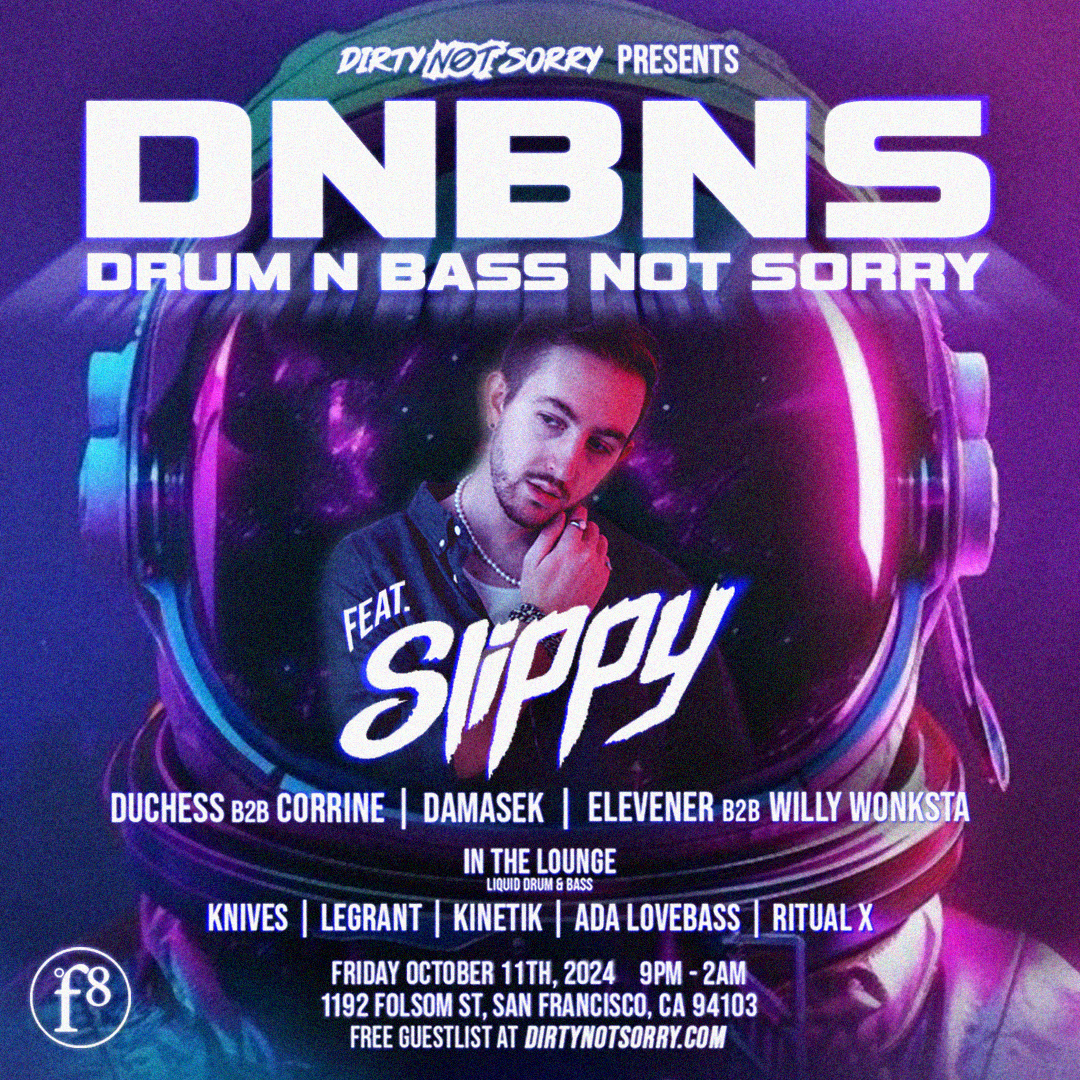 DIRTY NOT SORRY PRESENTS
DNBNS
DRUM N BASS NOT SORRY
FEAT.
Slippy
DUCHESS B2B CORRINE | DAMASEK | ELEVENER B2B WILLY WONKSTA
IN THE LOUNGE
LIQUID DRUM & BASS
KNIVES | LEGRANT | KINETIK | ADA LOVEBASS | RITUAL X
FRIDAY OCTOBER 11TH, 2024 9PM - 2AM
1192 FOLSOM ST, SAN FRANCISCO, CA 94103
FREE GUESTLIST AT DIRTYNOTSORRY.COM
°f8